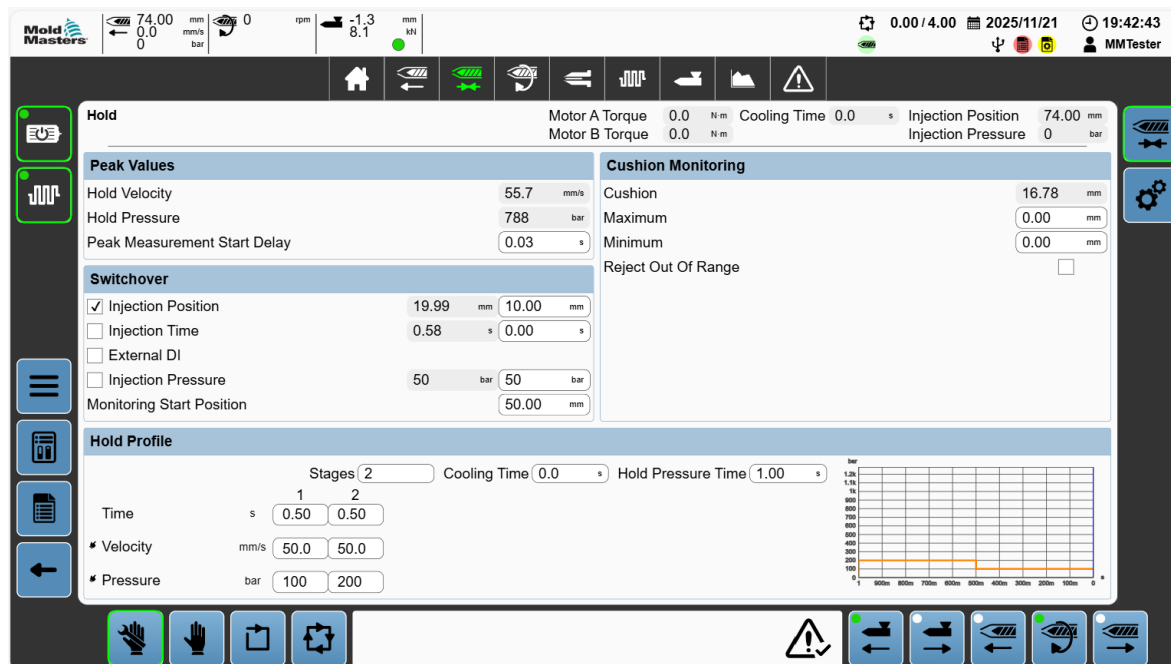 Mold Masters
74.00 mm
0.0 mm/s
0 bar
0 rpm
-1.3 mm
8.1 kN
0.00 / 4.00
2025/11/21
19:42:43
MMTester
Hold
Motor A Torque 0.0 N·m Cooling Time 0.0 s Injection Position 74.00 mm
Motor B Torque 0.0 N·m Injection Pressure 0 bar
Peak Values
Hold Velocity 55.7 mm/s
Hold Pressure 788 bar
Peak Measurement Start Delay 0.03 s
Cushion Monitoring
Cushion 16.78 mm
Maximum 0.00 mm
Minimum 0.00 mm
Reject Out Of Range
Switchover
Injection Position 19.99 mm 10.00 mm
Injection Time 0.58 s 0.00 s
External DI
Injection Pressure 50 bar 50 bar
Monitoring Start Position 50.00 mm
Hold Profile
Stages 2 Cooling Time 0.0 s Hold Pressure Time 1.00 s
1 2
Time s 0.50 0.50
Velocity mm/s 50.0 50.0
Pressure bar 100 200
bar
1.2k
1.1k
1k
900
800
700
600
500
400
300
200
100
0
1 900m 800m 700m 600m 500m 400m 300m 200m 100m 0 s